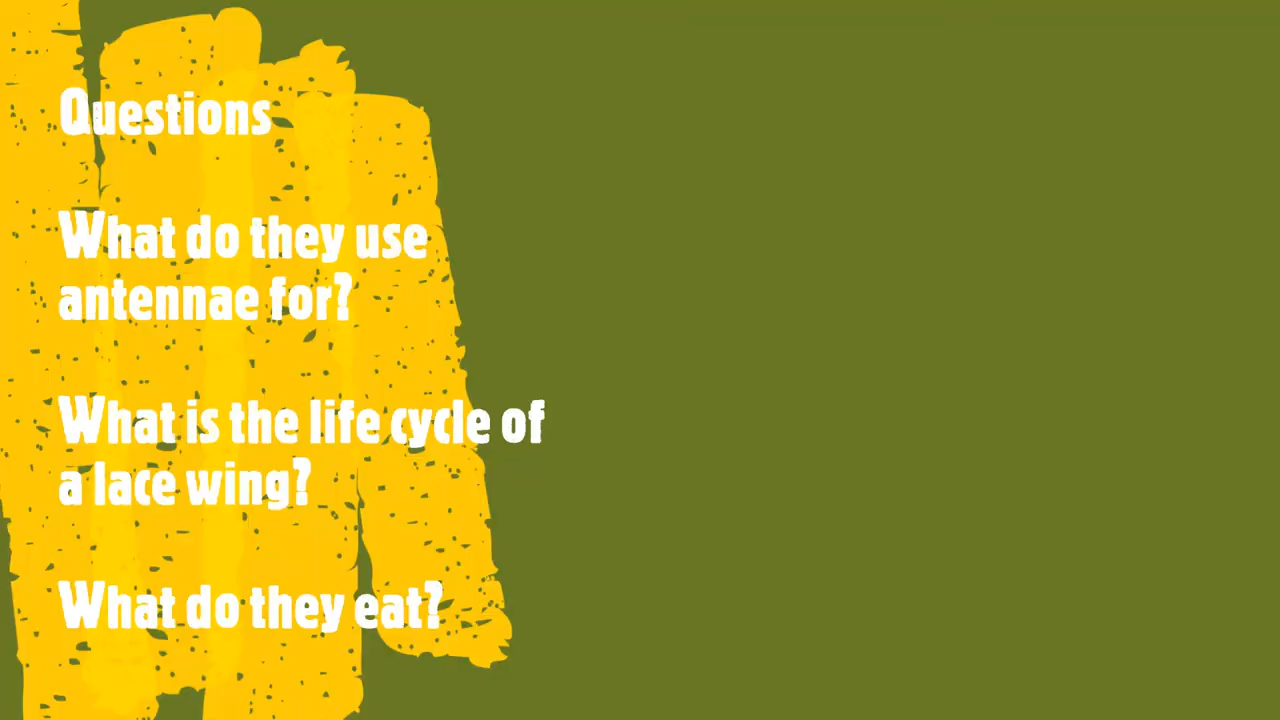 Questions
What do they use
antennae for?
What is the life cycle of
a lace wing?
What do they eat?